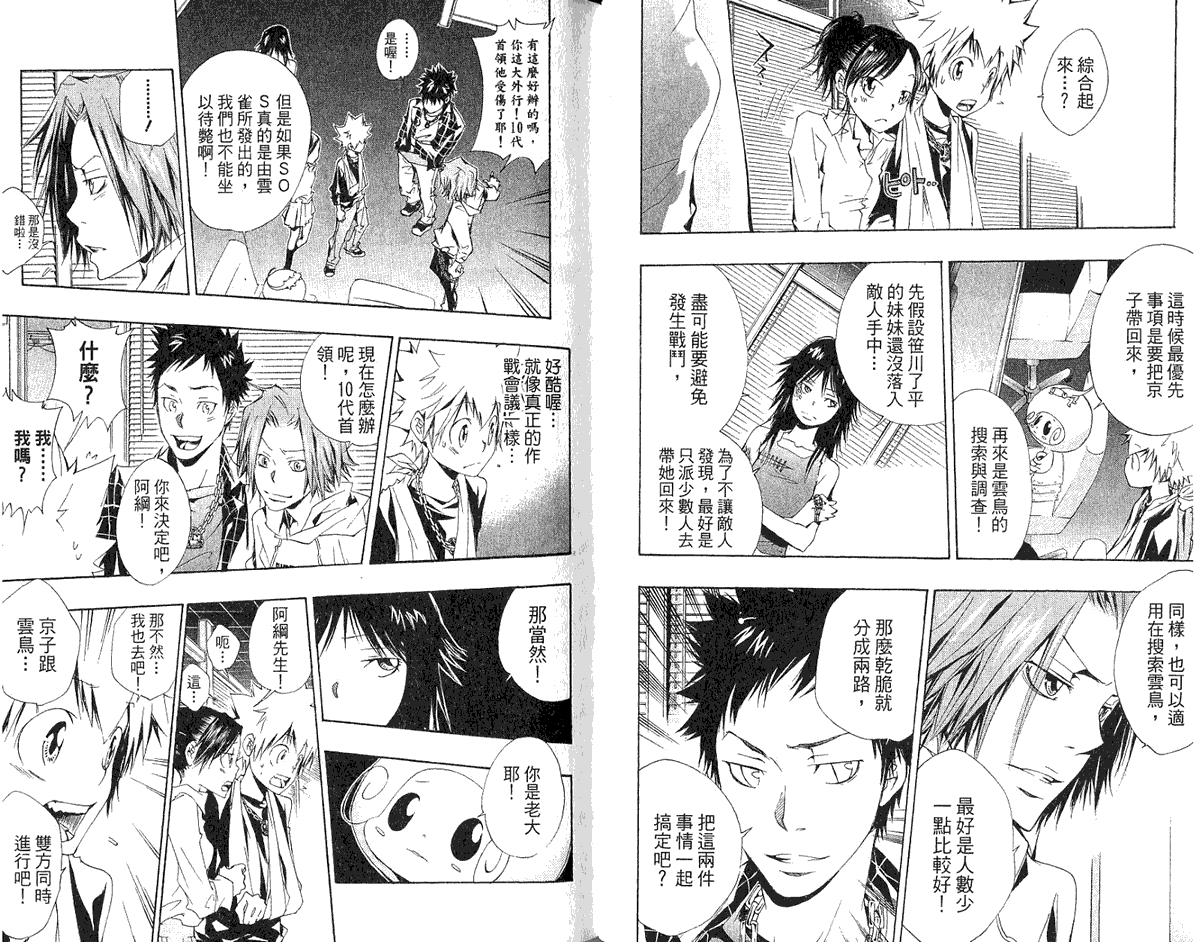 綜合起
來…?
ピト…
這時候最優先
事項是要把京
子帶回來，
再來是雲鳥的
搜索與調查！
先假設笹川了平
的妹妹還沒落入
敵人手中…
盡可能要避免
發生戰鬥，
為了不讓敵人
發現，最好是
只派少數人去
帶她回來！
同樣，也可以適
用在搜索雲鳥，
最好是人數少
一點比較好！
那麼乾脆就
分成兩路，
把這兩件
事情一起
搞定吧？
有這麼好辦的嗎，
你這大外行！10代
首領他受傷了耶！
……
是喔！
但是如果SO
S真的是由雲
雀所發出的，
我們也不能坐
以待斃啊！
………，
那是沒
錯啦…
好酷喔…
就像真正的作
戰會議一樣…
現在怎麼辦
呢，10代首
領！
你來決定吧，
阿綱！
什麼？
我……
我嗎？
那當然！
你是老大
耶！
阿綱先生！
呃…
這…
那不然…
我也去吧！
京子跟
雲鳥…
雙方同時
進行吧！